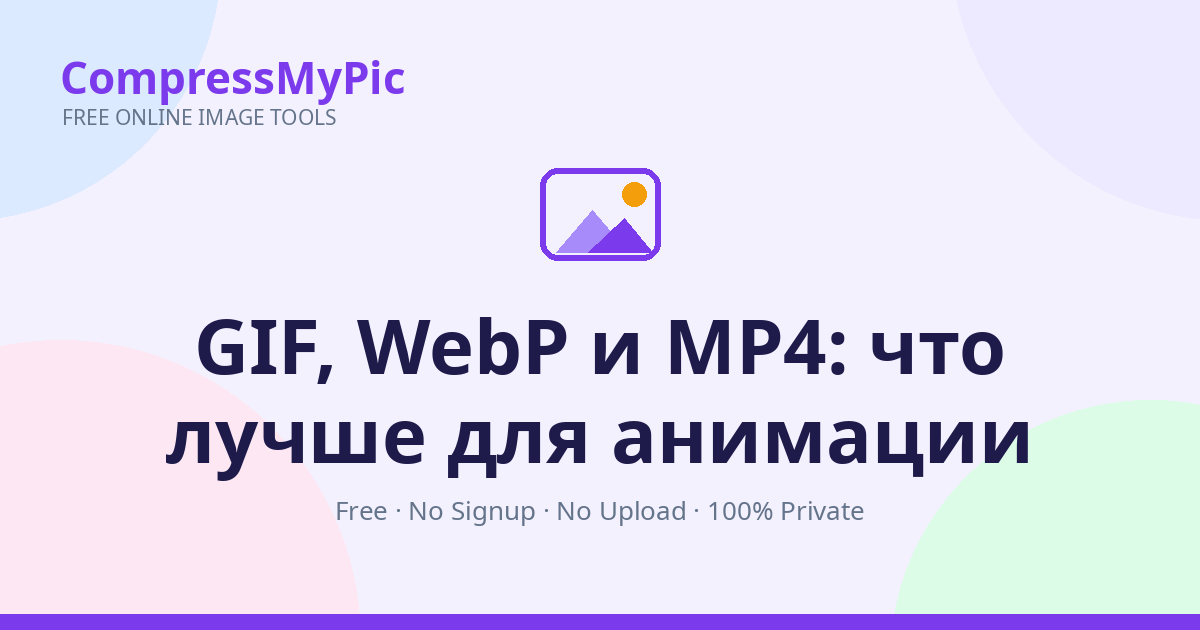 CompressMyPic
FREE ONLINE IMAGE TOOLS
GIF, WebP и MP4: что
лучше для анимации
Free · No Signup · No Upload · 100% Private